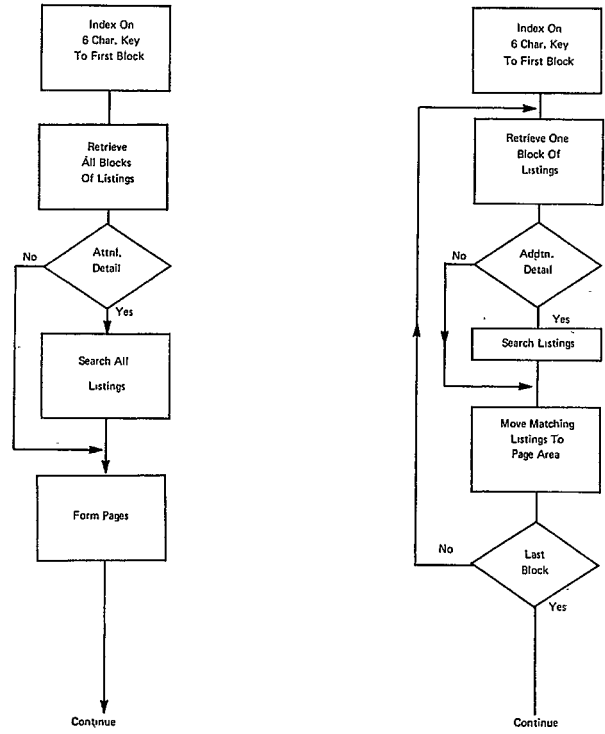 Index On
6 Char. Key
To First Block
Retrieve
All Blocks
Of Listings
Attnl.
Detail
No
Yes
Search All
Listings
Form Pages
Continue
Index On
6 Char. Key
To First Block
Retrieve One
Block Of
Listings
Addtn.
Detail
No
Yes
Search Listings
Move Matching
Listings To
Page Area
Last
Block
No
Yes
Continue